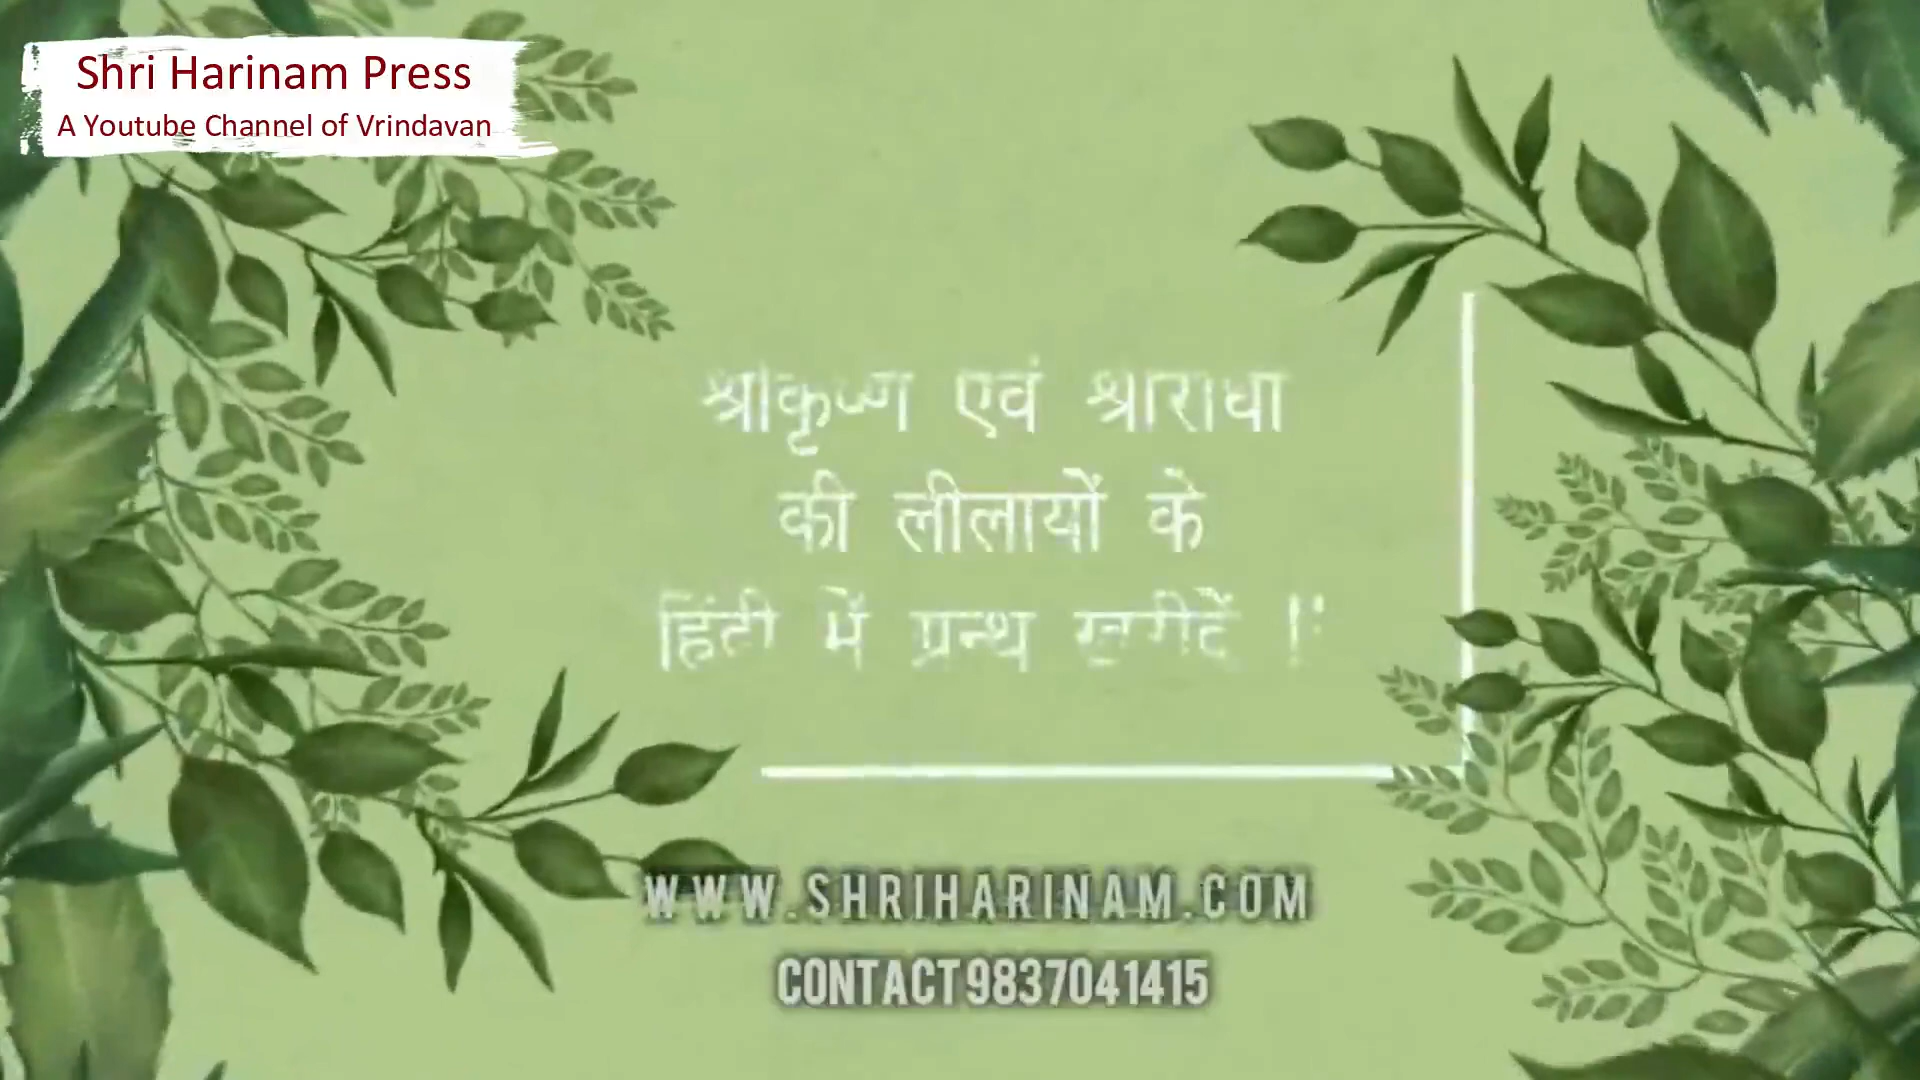 Shri Harinam Press
A Youtube Channel of Vrindavan
श्रीकृष्ण एवं श्रीराधा
की लीलायों के
हिंदी में ग्रन्थ खरीदें !
WWW.SHRIHARINAM.COM
CONTACT 9837041415